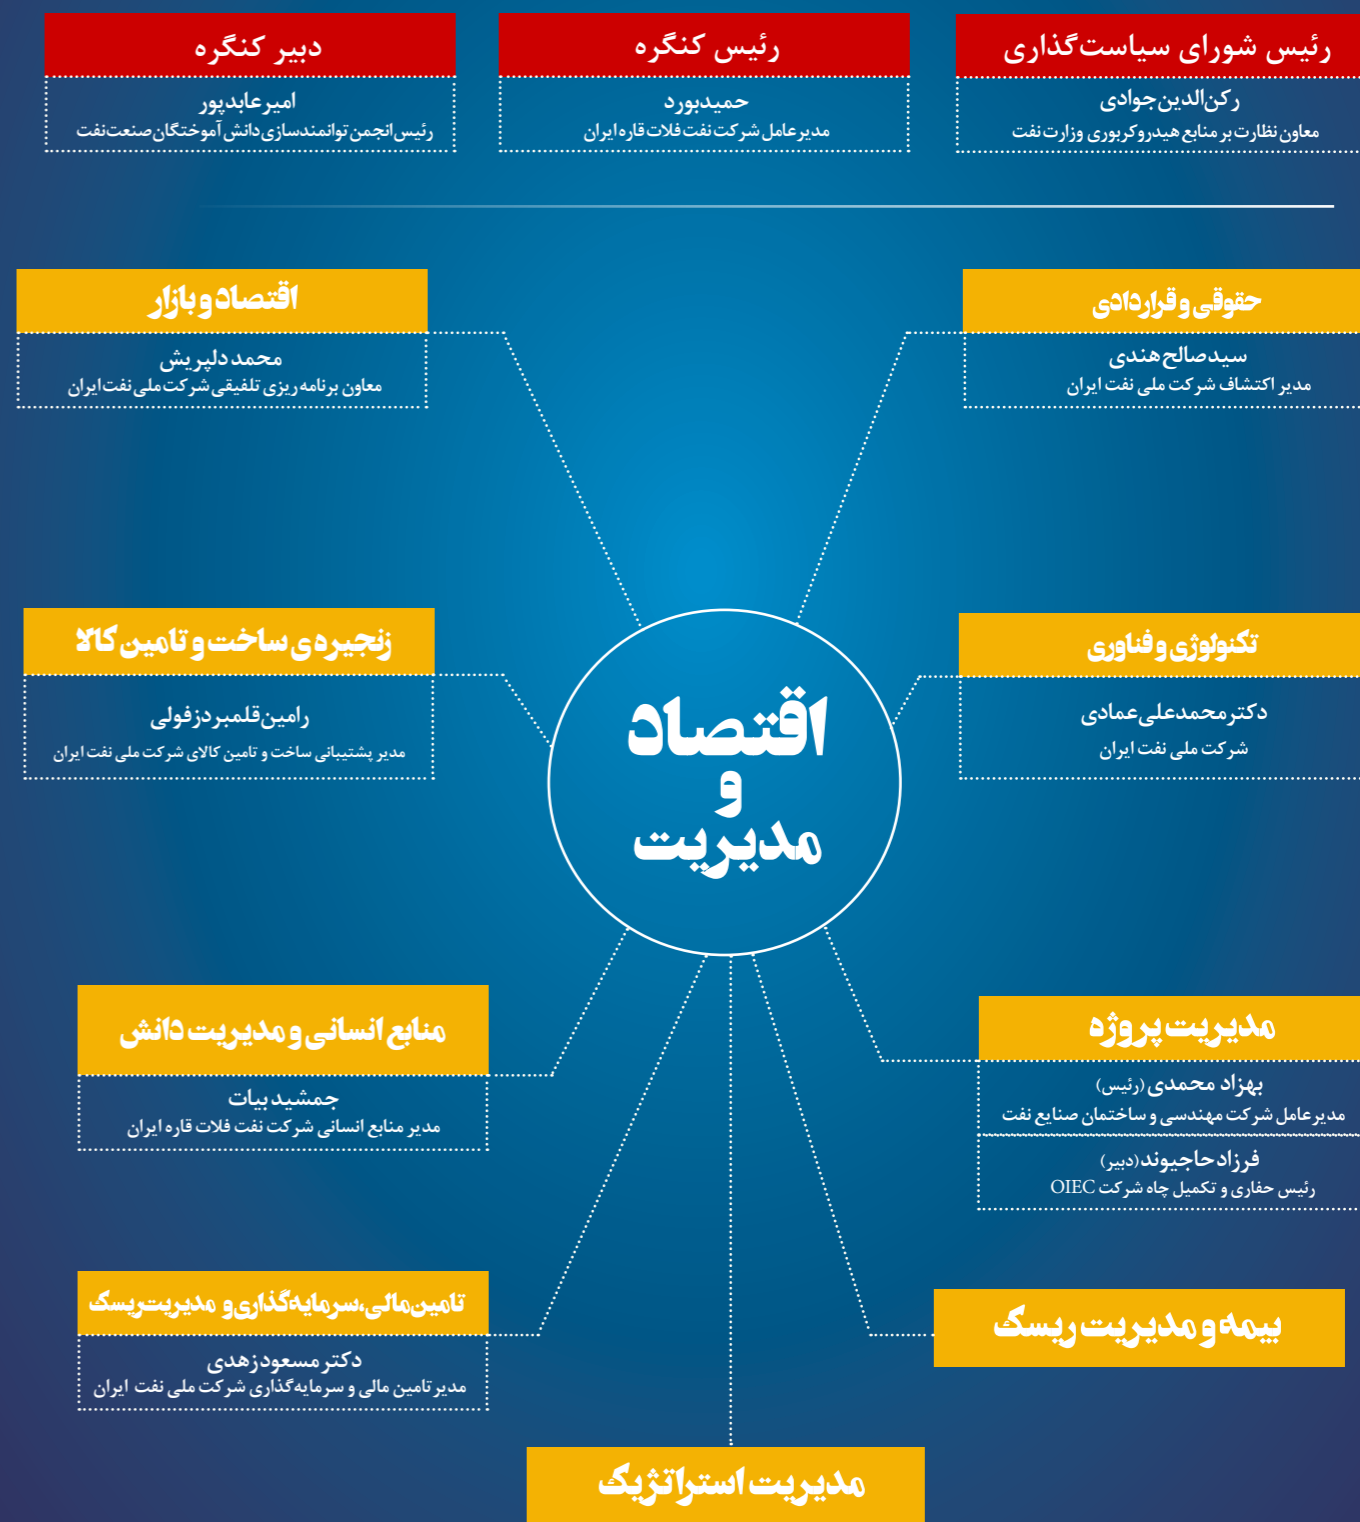 رئیس شورای سیاست‌گذاری
رکن‌الدین جوادی
معاون نظارت بر منابع هیدروکربوری وزارت نفت
رئیس کنگره
حمید بورد
مدیرعامل شرکت نفت فلات قاره ایران
دبیر کنگره
امیر عابدپور
رئیس انجمن توانمندسازی دانش آموختگان صنعت نفت
حقوقی و قراردادی
سید صالح هندی
مدیر اکتشاف شرکت ملی نفت ایران
اقتصاد و بازار
محمد دلپریش
معاون برنامه ریزی تلفیقی شرکت ملی نفت ایران
تکنولوژی و فناوری
دکتر محمدعلی عمادی
شرکت ملی نفت ایران
زنجیره ی ساخت و تامین کالا
رامین قلمبر دزفولی
مدیر پشتیبانی ساخت و تامین کالای شرکت ملی نفت ایران
اقتصاد
و
مدیریت
مدیریت پروژه
بهزاد محمدی (رئیس)
مدیرعامل شرکت مهندسی و ساختمان صنایع نفت
فرزاد حاجیوند (دبیر)
رئیس حفاری و تکمیل چاه شرکت OIEC
منابع انسانی و مدیریت دانش
جمشید بیات
مدیر منابع انسانی شرکت نفت فلات قاره ایران
بیمه و مدیریت ریسک
تامین‌مالی،سرمایه‌گذاری و مدیریت‌ریسک
دکتر مسعود زهدی
مدیر تامین مالی و سرمایه‌گذاری شرکت ملی نفت ایران
مدیریت استراتژیک